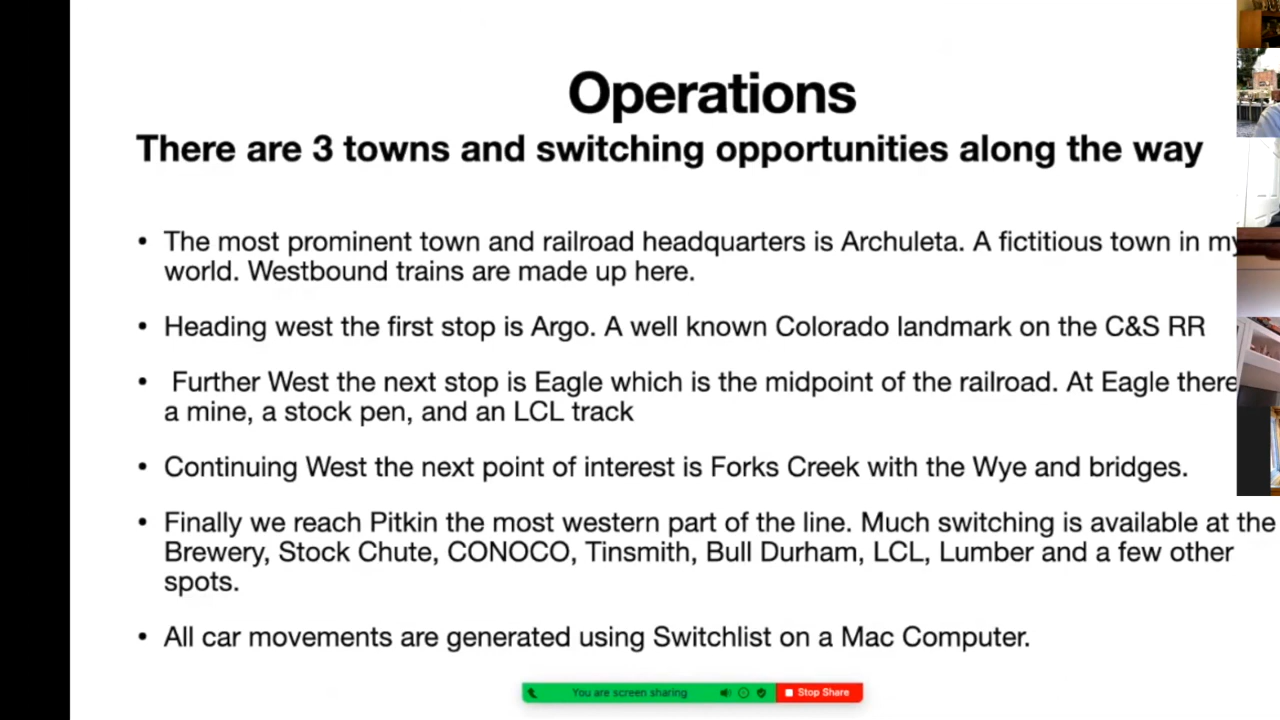 Operations
There are 3 towns and switching opportunities along the way
• The most prominent town and railroad headquarters is Archuleta. A fictitious town in my
world. Westbound trains are made up here.
• Heading west the first stop is Argo. A well known Colorado landmark on the C&S RR
• Further West the next stop is Eagle which is the midpoint of the railroad. At Eagle there
a mine, a stock pen, and an LCL track
• Continuing West the next point of interest is Forks Creek with the Wye and bridges.
• Finally we reach Pitkin the most western part of the line. Much switching is available at the
Brewery, Stock Chute, CONOCO, Tinsmith, Bull Durham, LCL, Lumber and a few other
spots.
• All car movements are generated using Switchlist on a Mac Computer.
You are screen sharing Stop Share